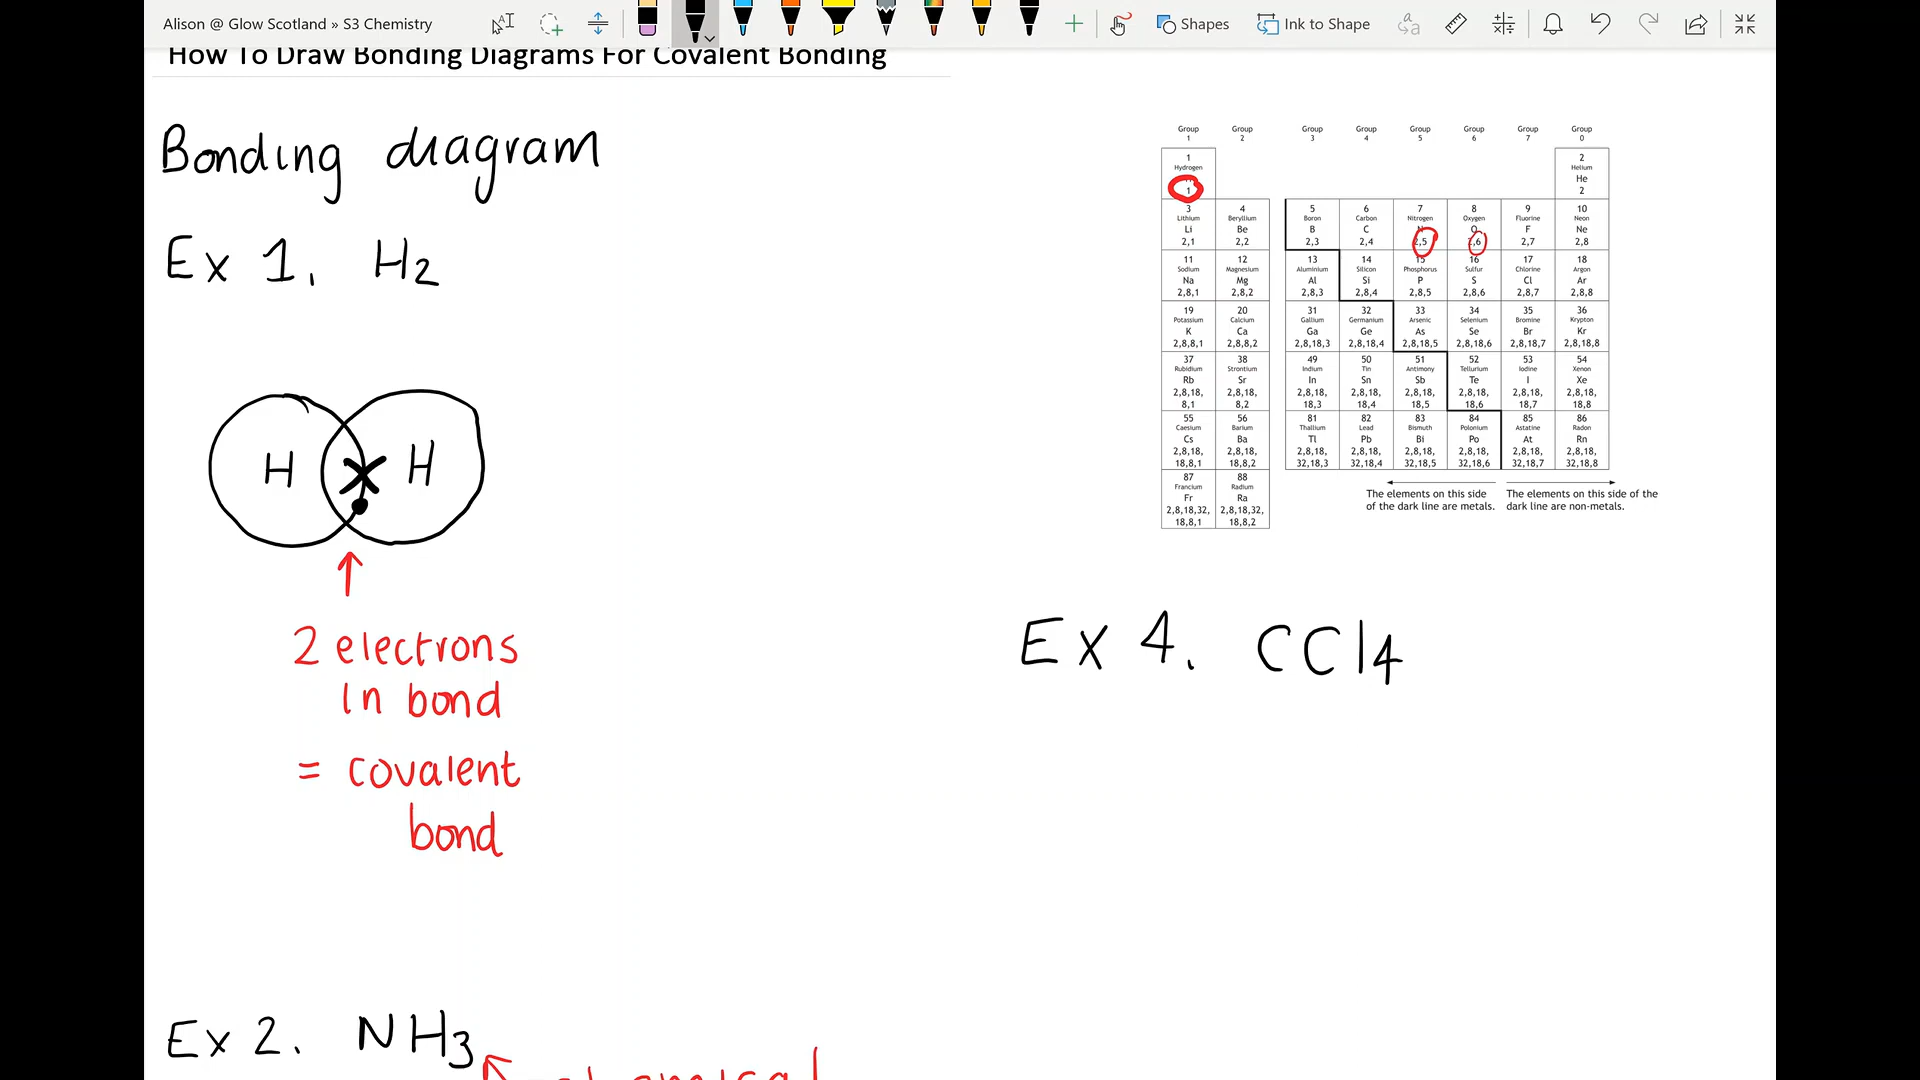 Alison @ Glow Scotland » S3 Chemistry
Shapes
Ink to Shape
How To Draw Bonding Diagrams For Covalent Bonding
Bonding diagram
Ex 1. H2
H H
2 electrons
in bond
= covalent
bond
Ex 2. NH3
Group Group Group Group Group Group Group Group
1 2 3 4 5 6 7 0
1 2
Hydrogen Helium
He
1 2
3 4 5 6 7 8 9 10
Lithium Beryllium Boron Carbon Nitrogen Oxygen Fluorine Neon
Li Be B C N O F Ne
2,1 2,2 2,3 2,4 2,5 2,6 2,7 2,8
11 12 13 14 15 16 17 18
Sodium Magnesium Aluminium Silicon Phosphorus Sulfur Chlorine Argon
Na Mg Al Si P S Cl Ar
2,8,1 2,8,2 2,8,3 2,8,4 2,8,5 2,8,6 2,8,7 2,8,8
19 20 31 32 33 34 35 36
Potassium Calcium Gallium Germanium Arsenic Selenium Bromine Krypton
K Ca Ga Ge As Se Br Kr
2,8,8,1 2,8,8,2 2,8,18,3 2,8,18,4 2,8,18,5 2,8,18,6 2,8,18,7 2,8,18,8
37 38 49 50 51 52 53 54
Rubidium Strontium Indium Tin Antimony Tellurium Iodine Xenon
Rb Sr In Sn Sb Te I Xe
2,8,18, 2,8,18, 2,8,18, 2,8,18, 2,8,18, 2,8,18, 2,8,18, 2,8,18,
8,1 8,2 18,3 18,4 18,5 18,6 18,7 18,8
55 56 81 82 83 84 85 86
Caesium Barium Thallium Lead Bismuth Polonium Astatine Radon
Cs Ba Tl Pb Bi Po At Rn
2,8,18, 2,8,18, 2,8,18, 2,8,18, 2,8,18, 2,8,18, 2,8,18, 2,8,18,
18,8,1 18,8,2 32,18,3 32,18,4 32,18,5 32,18,6 32,18,7 32,18,8
87 88
Francium Radium
Fr Ra
2,8,18,32, 2,8,18,32,
18,8,1 18,8,2
The elements on this side
of the dark line are metals.
The elements on this side of the
dark line are non-metals.
Ex 4. CCl4